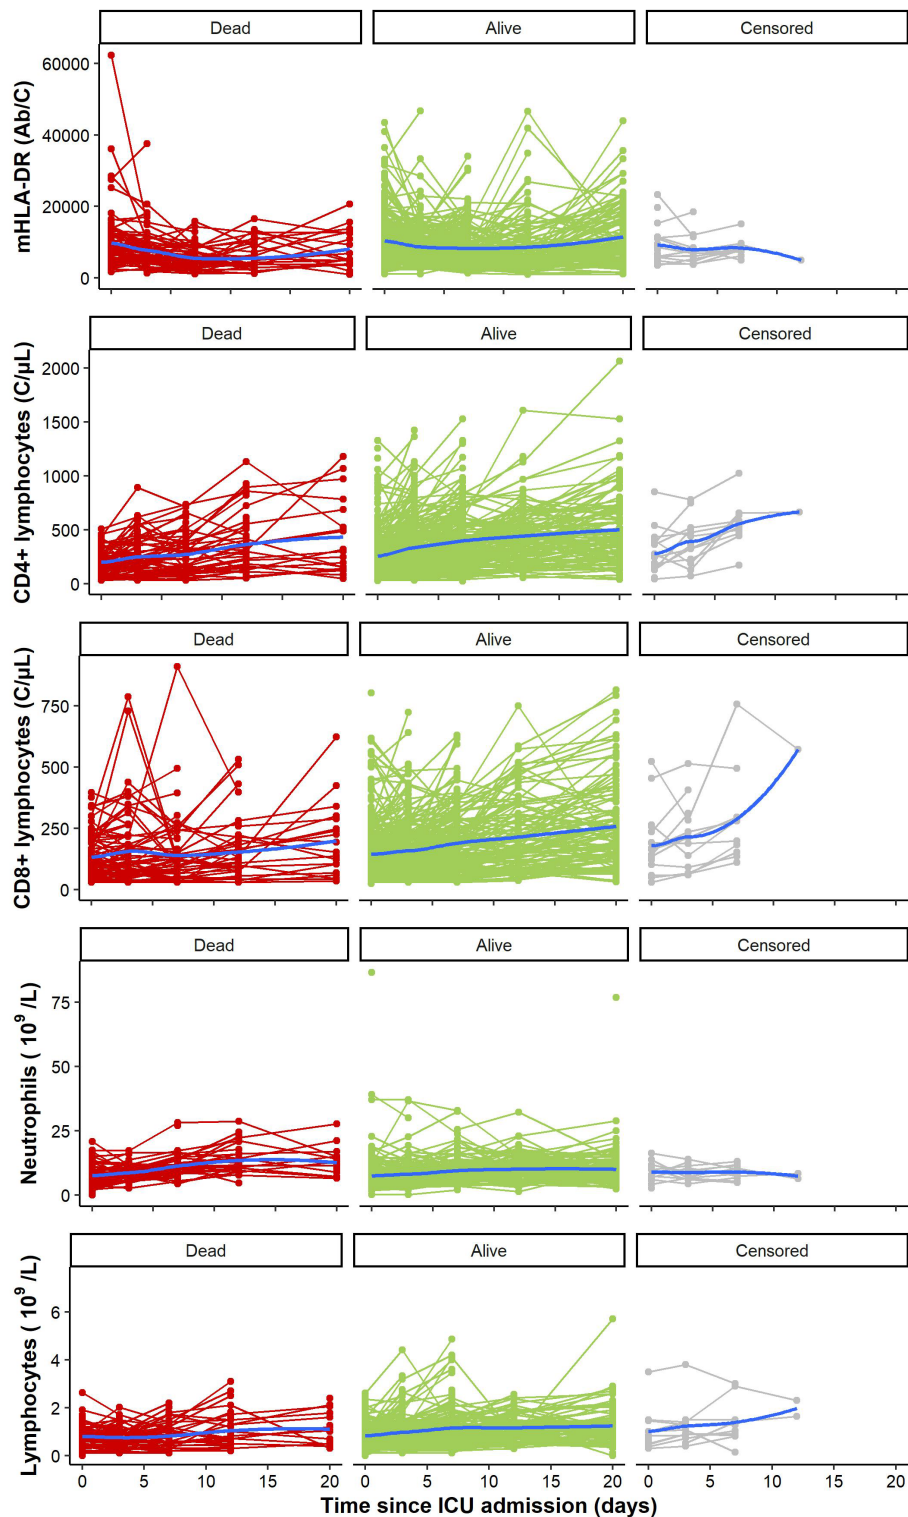 Dead Alive Censored
mHLA-DR (Ab/C)
60000
40000
20000
0
Dead Alive Censored
CD4+ lymphocytes (C/µL)
2000
1500
1000
500
0
Dead Alive Censored
CD8+ lymphocytes (C/µL)
750
500
250
0
Dead Alive Censored
Neutrophils ( 10⁹ /L)
75
50
25
0
Dead Alive Censored
Lymphocytes ( 10⁹ /L)
6
4
2
0
0 5 10 15 20 0 5 10 15 20 0 5 10 15 20
Time since ICU admission (days)